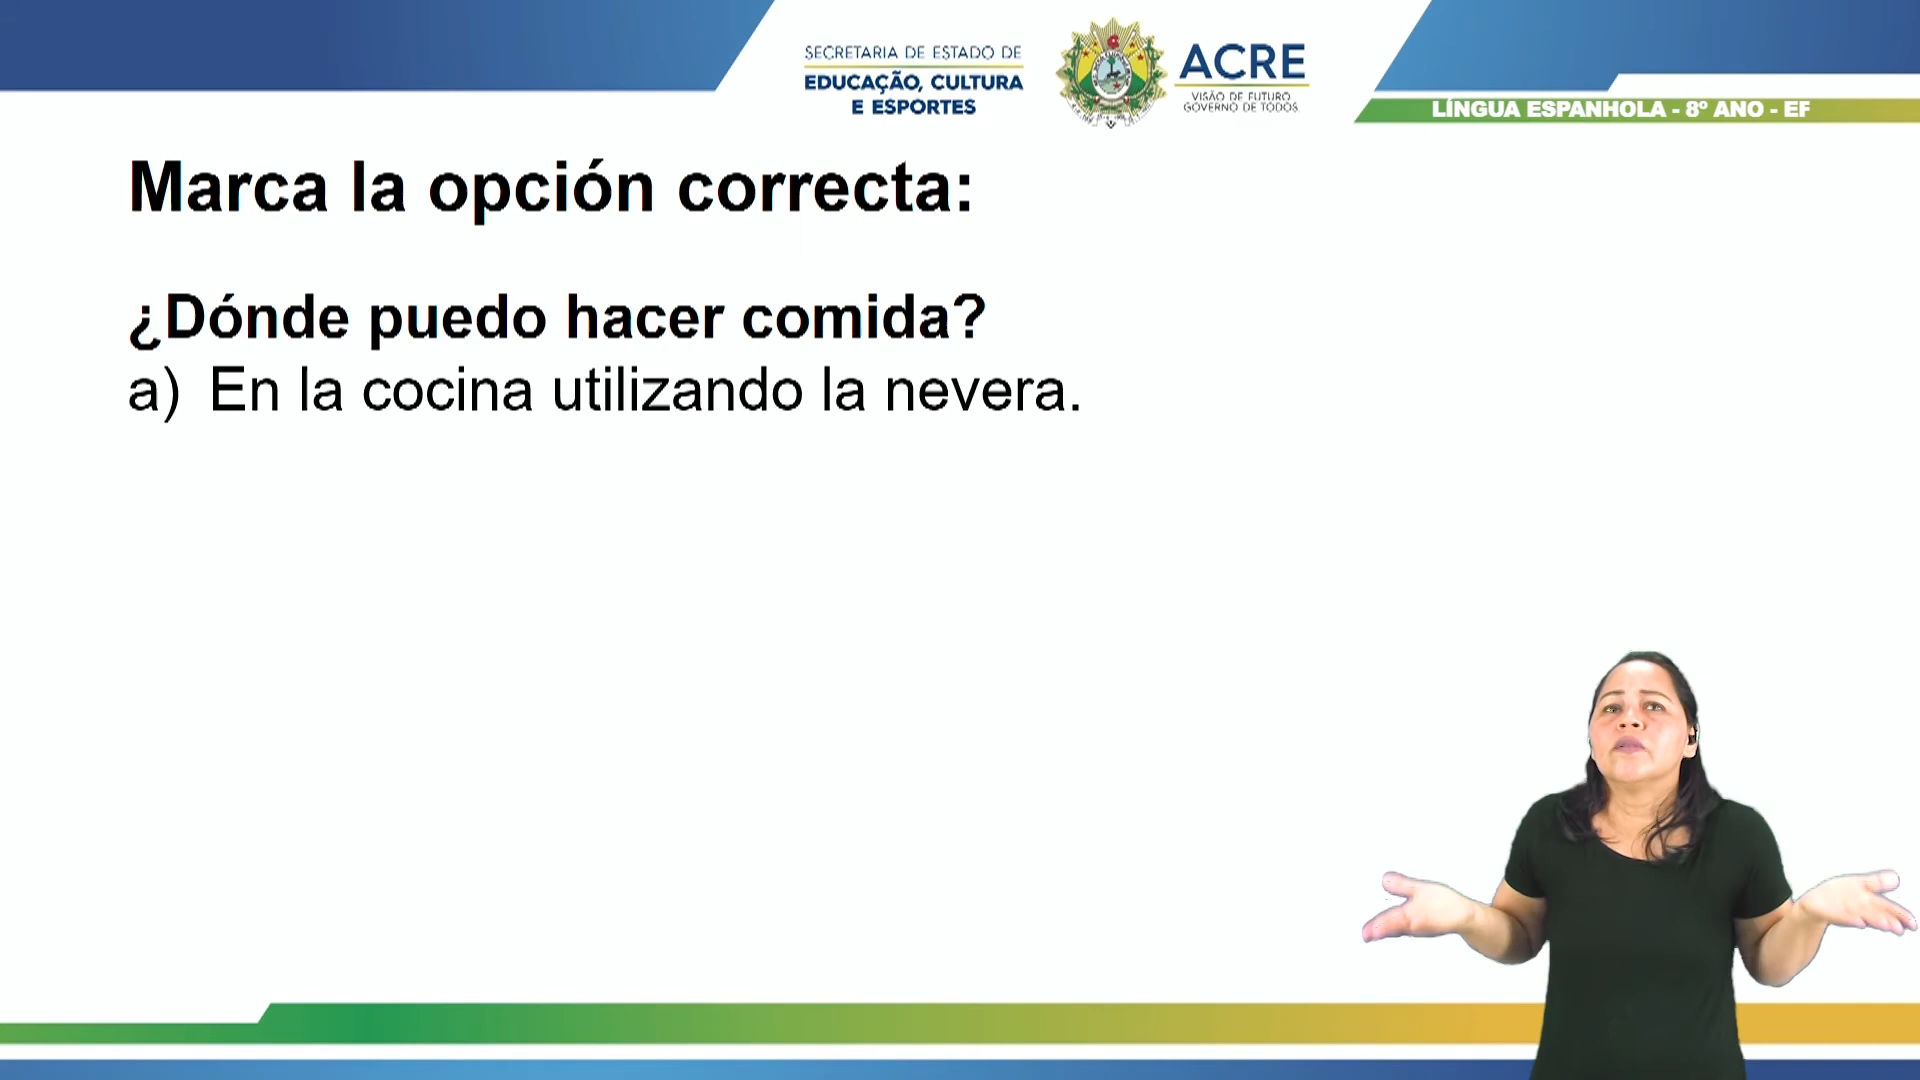 SECRETARIA DE ESTADO DE
EDUCAÇÃO, CULTURA
E ESPORTES
ACRE
VISÃO DE FUTURO
GOVERNO DE TODOS
LÍNGUA ESPANHOLA - 8º ANO - EF
Marca la opción correcta:
¿Dónde puedo hacer comida?
a) En la cocina utilizando la nevera.